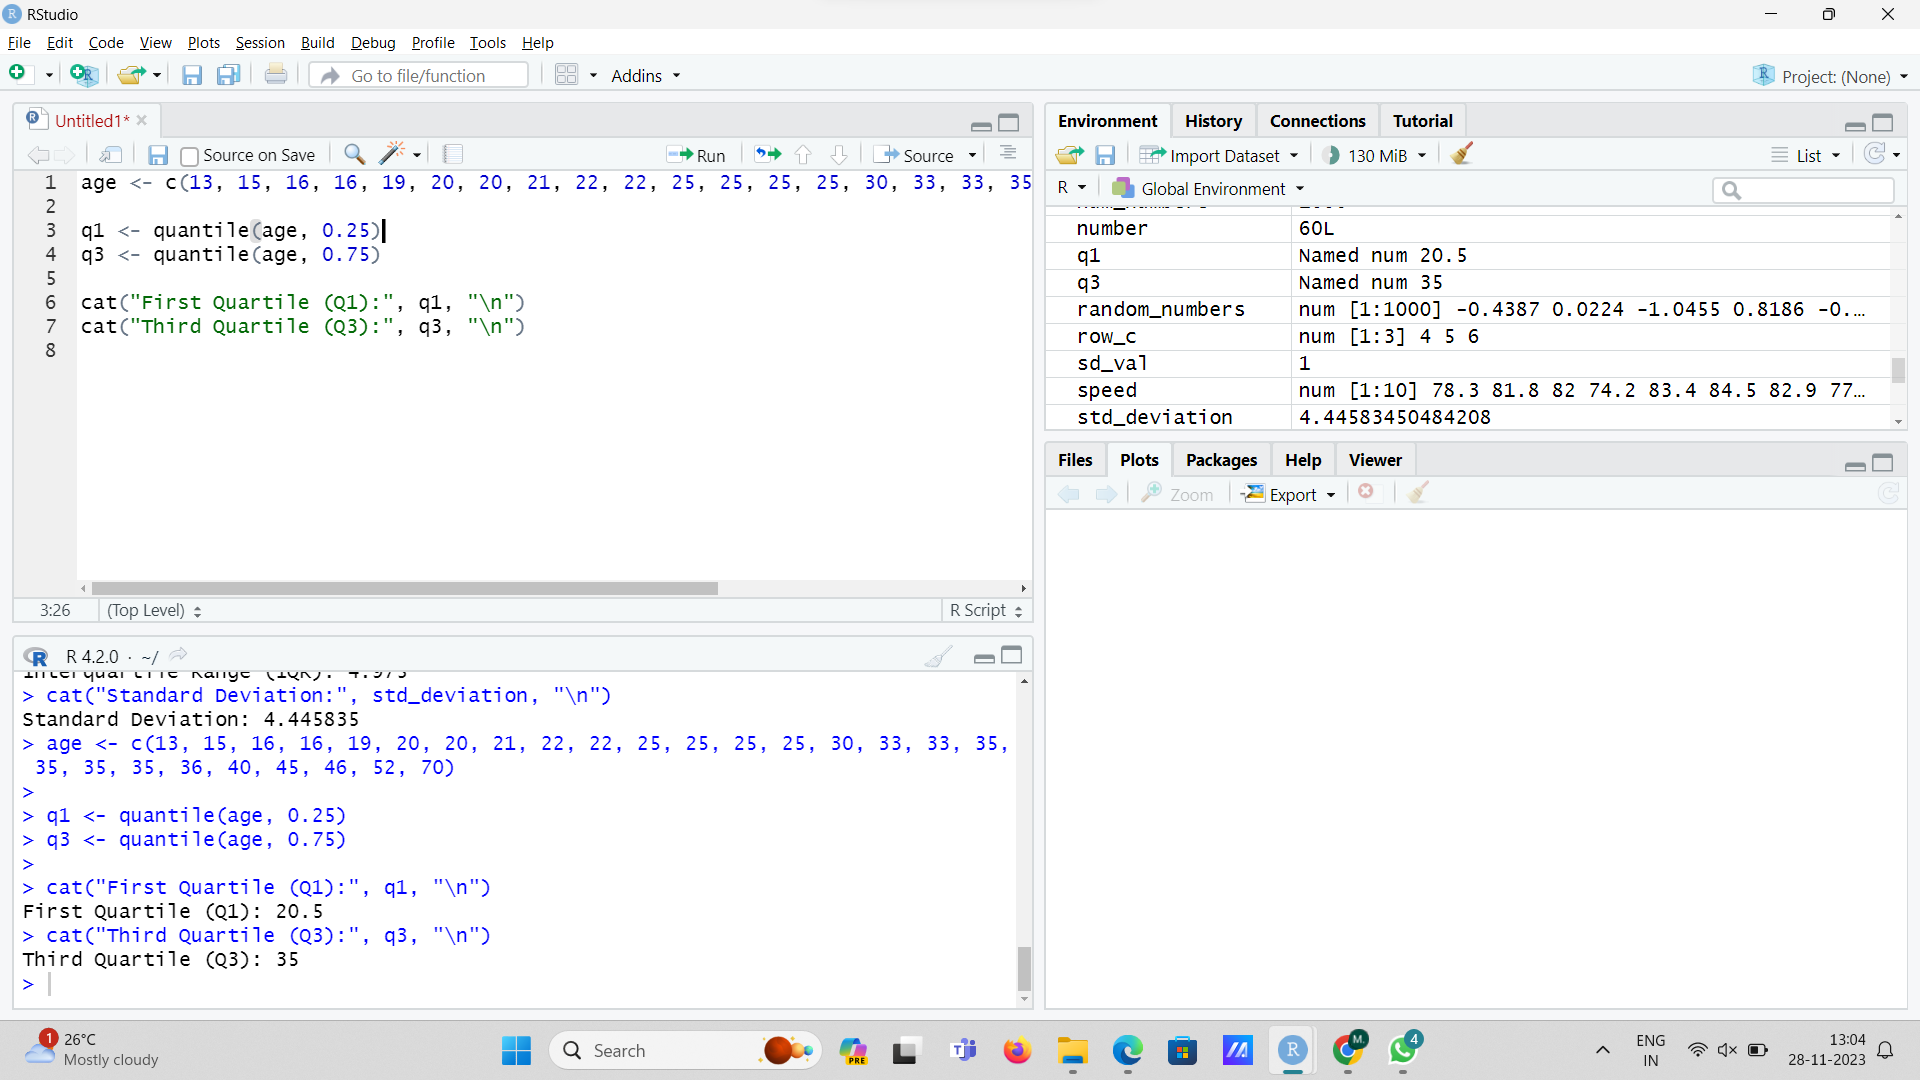 RStudio
File Edit Code View Plots Session Build Debug Profile Tools Help
Go to file/function Addins Project: (None)
Untitled1*
Source on Save Run Source
1 age <- c(13, 15, 16, 16, 19, 20, 20, 21, 22, 22, 25, 25, 25, 25, 30, 33, 33, 35
2
3 q1 <- quantile(age, 0.25)
4 q3 <- quantile(age, 0.75)
5
6 cat("First Quartile (Q1):", q1, "\n")
7 cat("Third Quartile (Q3):", q3, "\n")
8
3:26 (Top Level) R Script
R 4.2.0 · ~/
Interquartile Range (IQR): 4.975
> cat("Standard Deviation:", std_deviation, "\n")
Standard Deviation: 4.445835
> age <- c(13, 15, 16, 16, 19, 20, 20, 21, 22, 22, 25, 25, 25, 25, 30, 33, 33, 35,
35, 35, 35, 36, 40, 45, 46, 52, 70)
>
> q1 <- quantile(age, 0.25)
> q3 <- quantile(age, 0.75)
>
> cat("First Quartile (Q1):", q1, "\n")
First Quartile (Q1): 20.5
> cat("Third Quartile (Q3):", q3, "\n")
Third Quartile (Q3): 35
>
Environment History Connections Tutorial
Import Dataset 130 MiB List
R Global Environment
number 60L
q1 Named num 20.5
q3 Named num 35
random_numbers num [1:1000] -0.4387 0.0224 -1.0455 0.8186 -0...
row_c num [1:3] 4 5 6
sd_val 1
speed num [1:10] 78.3 81.8 82 74.2 83.4 84.5 82.9 77...
std_deviation 4.44583450484208
Files Plots Packages Help Viewer
Zoom Export
1 26°C
Mostly cloudy
Search
PRE
R
M.
4
ENG
IN
13:04
28-11-2023